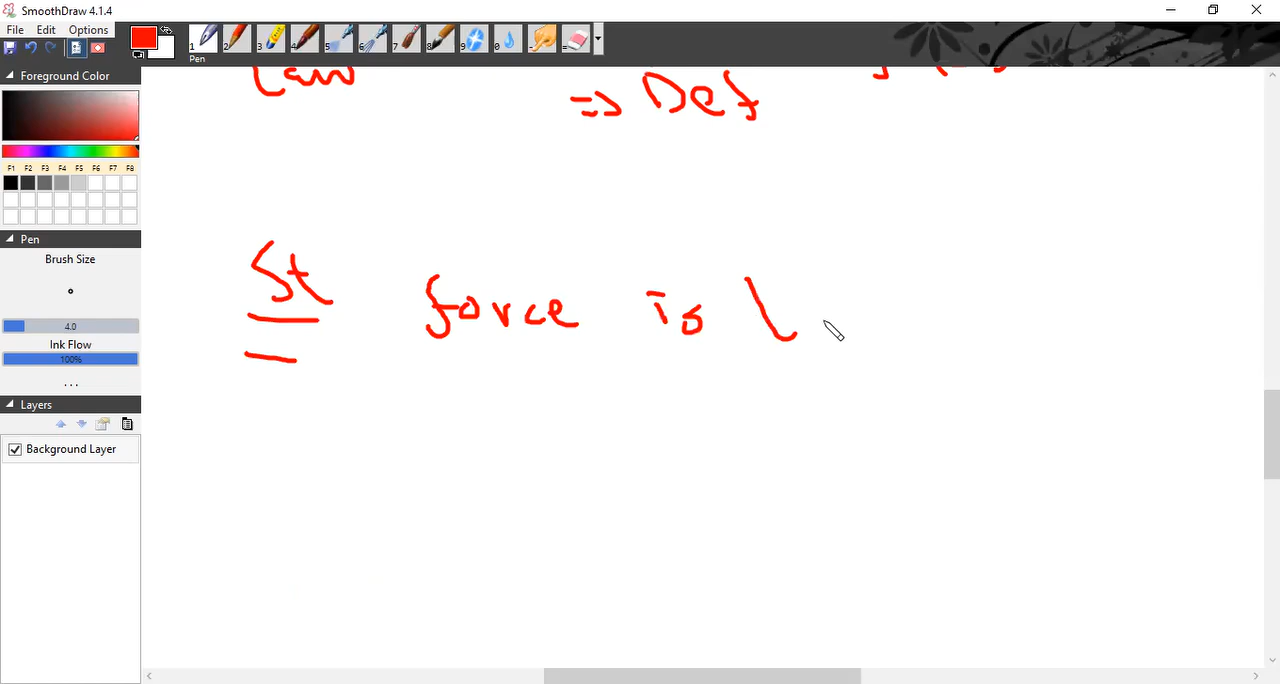 SmoothDraw 4.1.4
File Edit Options
Pen
Foreground Color
F1 F2 F3 F4 F5 F6 F7 F8
Pen
Brush Size
4.0
Ink Flow
100%
...
Layers
Background Layer
Law
=> Def
St force is l